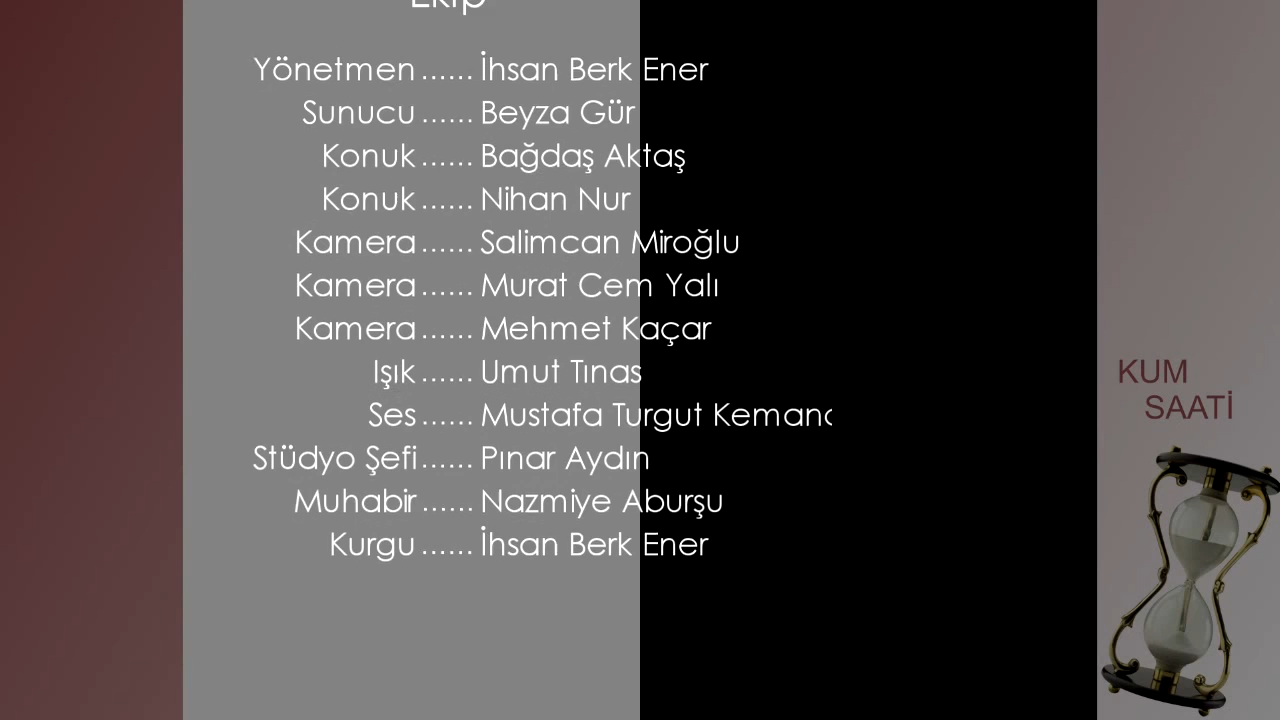 Ekip
Yönetmen ...... İhsan Berk Ener
Sunucu ...... Beyza Gür
Konuk ...... Bağdaş Aktaş
Konuk ...... Nihan Nur
Kamera ...... Salimcan Miroğlu
Kamera ...... Murat Cem Yalı
Kamera ...... Mehmet Kaçar
Işık ...... Umut Tınas
Ses ...... Mustafa Turgut
Stüdyo Şefi ...... Pınar Aydın
Muhabir ...... Nazmiye Aburşu
Kurgu ...... İhsan Berk Ener
KUM
SAATİ